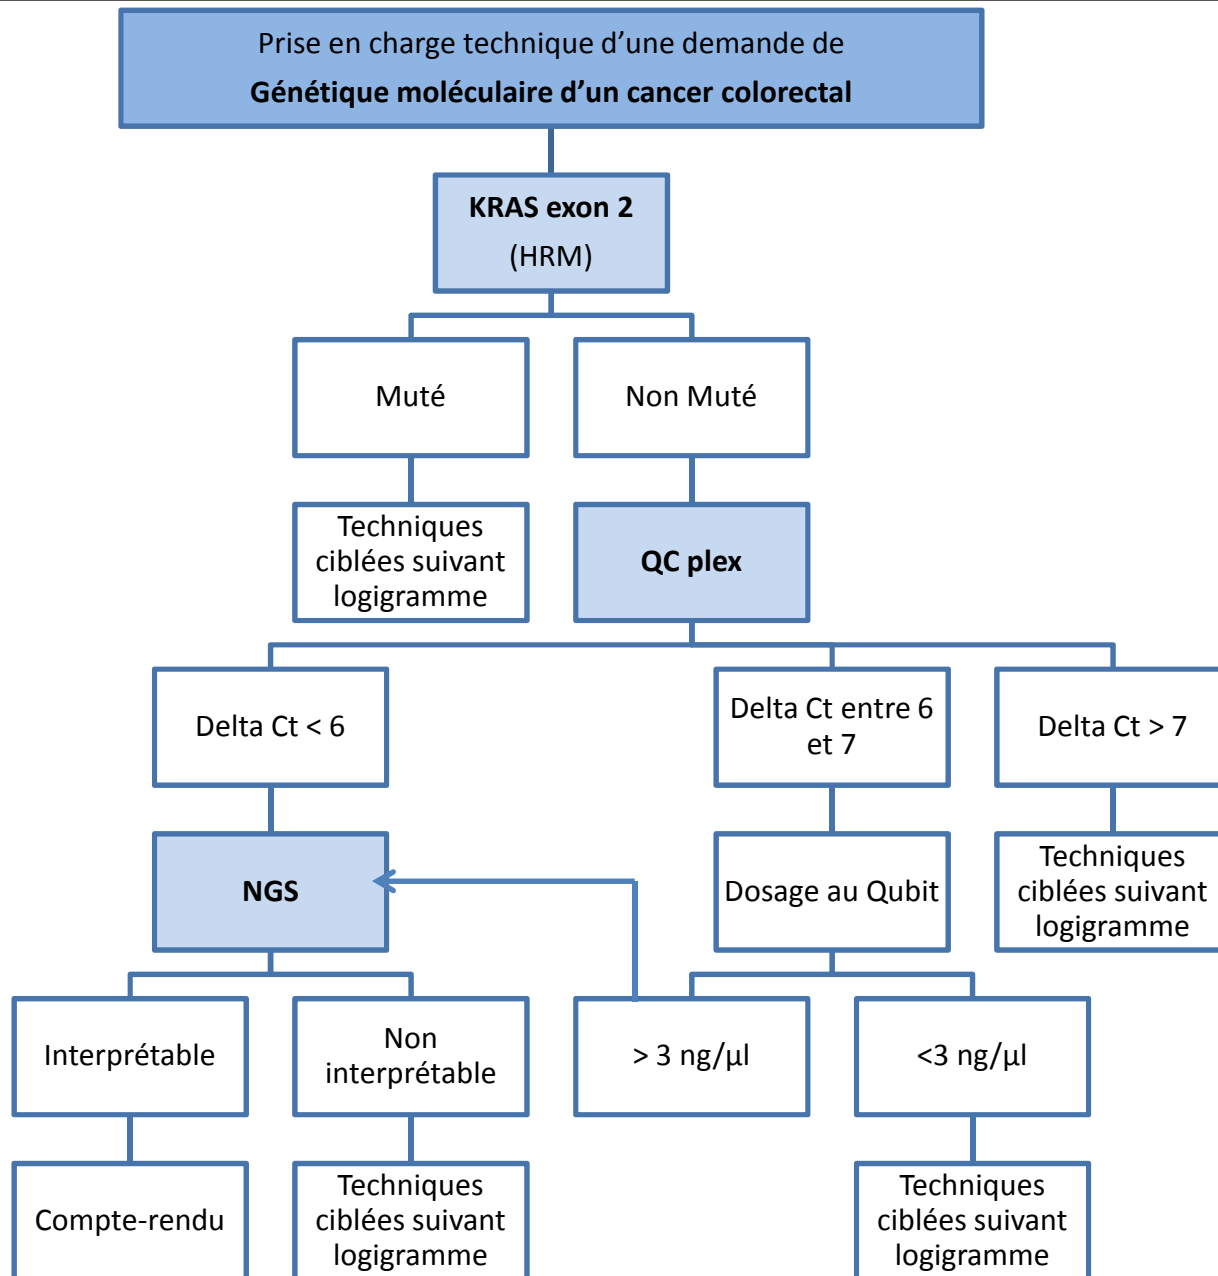 Prise en charge technique d’une demande de
Génétique moléculaire d’un cancer colorectal
KRAS exon 2
(HRM)
Muté
Non Muté
Techniques
ciblées suivant
logigramme
QC plex
Delta Ct < 6
Delta Ct entre 6
et 7
Delta Ct > 7
NGS
Dosage au Qubit
Techniques
ciblées suivant
logigramme
Interprétable
Non
interprétable
> 3 ng/µl
<3 ng/µl
Compte-rendu
Techniques
ciblées suivant
logigramme
Techniques
ciblées suivant
logigramme